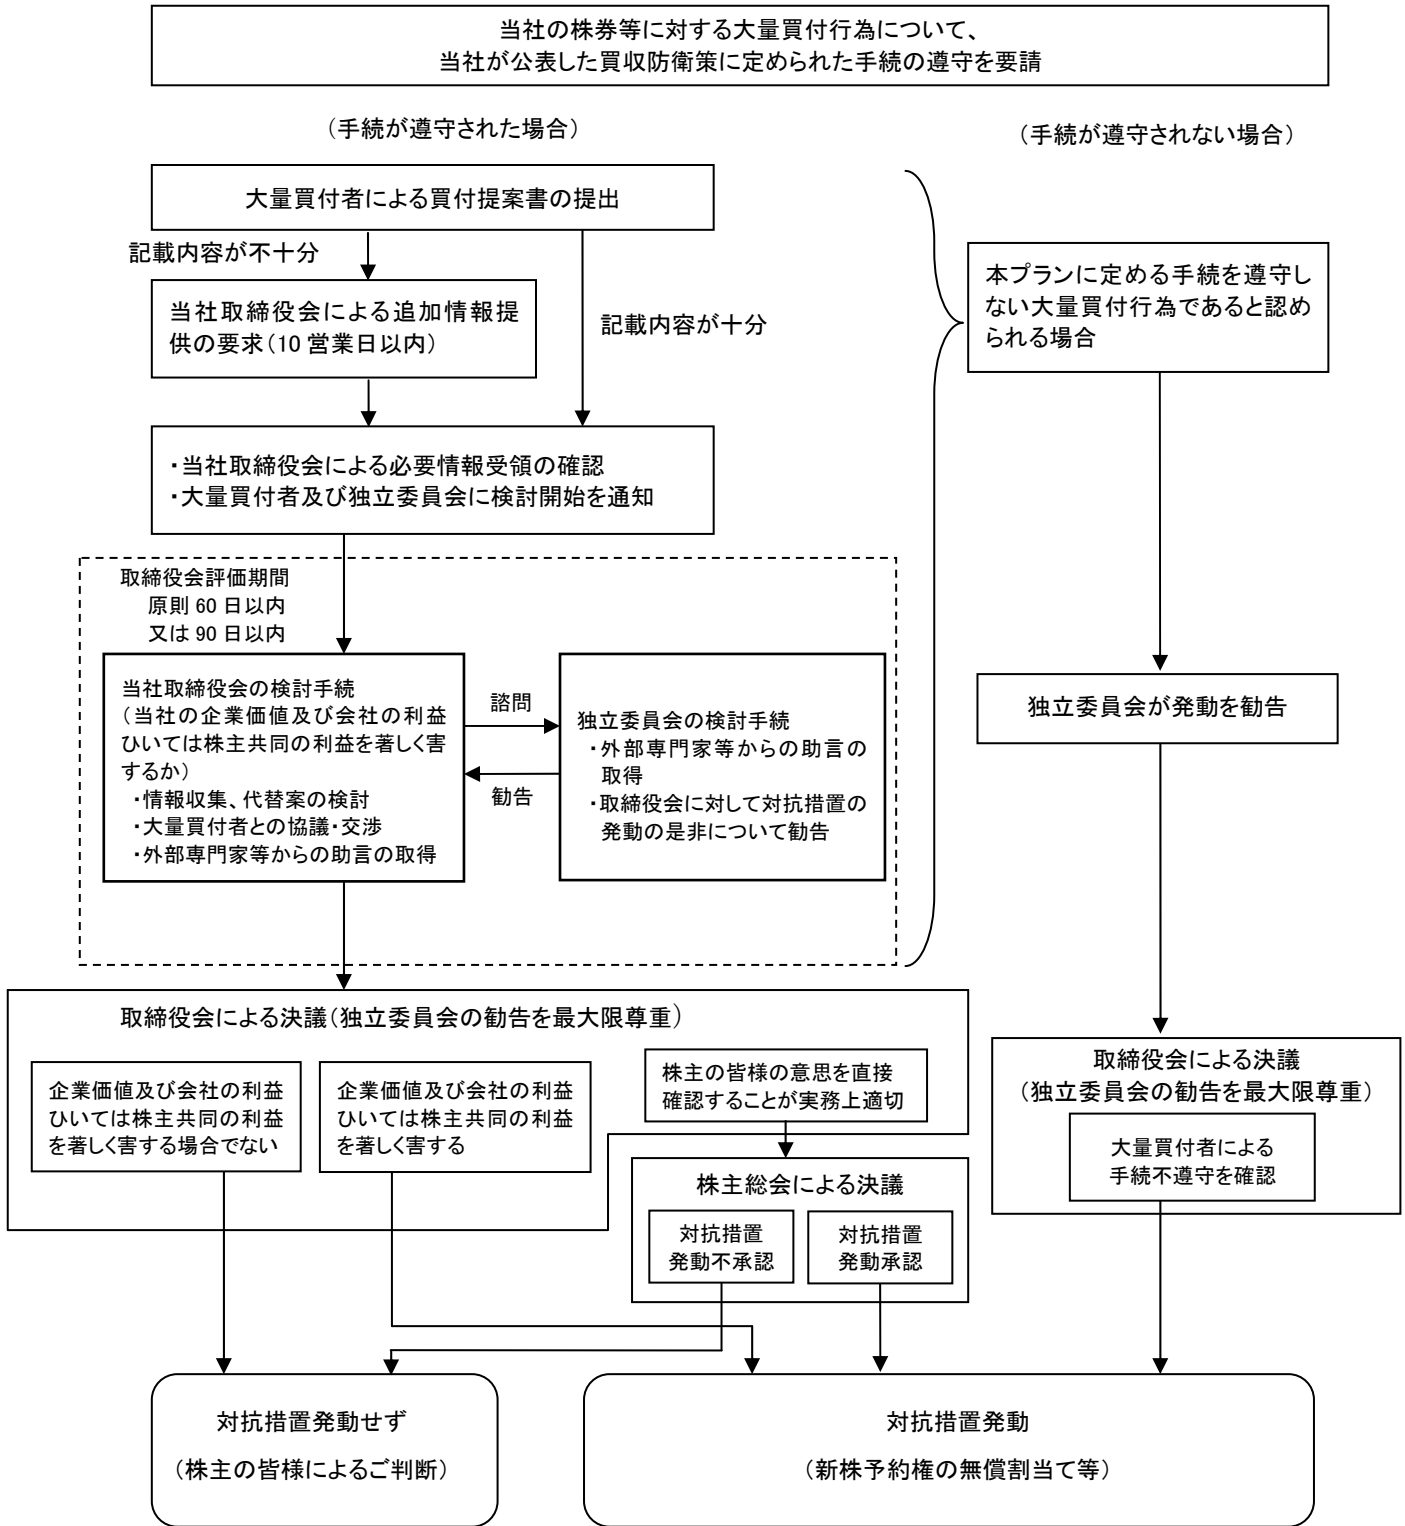 当社の株券等に対する大量買付行為について、
当社が公表した買収防衛策に定められた手続の遵守を要請
（手続が遵守された場合）
（手続が遵守されない場合）
大量買付者による買付提案書の提出
記載内容が不十分
当社取締役会による追加情報提
供の要求（10 営業日以内）
記載内容が十分
本プランに定める手続を遵守し
ない大量買付行為であると認め
られる場合
・当社取締役会による必要情報受領の確認
・大量買付者及び独立委員会に検討開始を通知
取締役会評価期間
原則 60 日以内
又は 90 日以内
当社取締役会の検討手続
（当社の企業価値及び会社の利益
ひいては株主共同の利益を著しく害
するか）
・情報収集、代替案の検討
・大量買付者との協議・交渉
・外部専門家等からの助言の取得
諮問
勧告
独立委員会の検討手続
・外部専門家等からの助言の
取得
・取締役会に対して対抗措置の
発動の是非について勧告
独立委員会が発動を勧告
取締役会による決議（独立委員会の勧告を最大限尊重）
企業価値及び会社の利益
ひいては株主共同の利益
を著しく害する場合でない
企業価値及び会社の利益
ひいては株主共同の利益
を著しく害する
株主の皆様の意思を直接
確認することが実務上適切
株主総会による決議
対抗措置
発動不承認
対抗措置
発動承認
取締役会による決議
（独立委員会の勧告を最大限尊重）
大量買付者による
手続不遵守を確認
対抗措置発動せず
（株主の皆様によるご判断）
対抗措置発動
（新株予約権の無償割当て等）